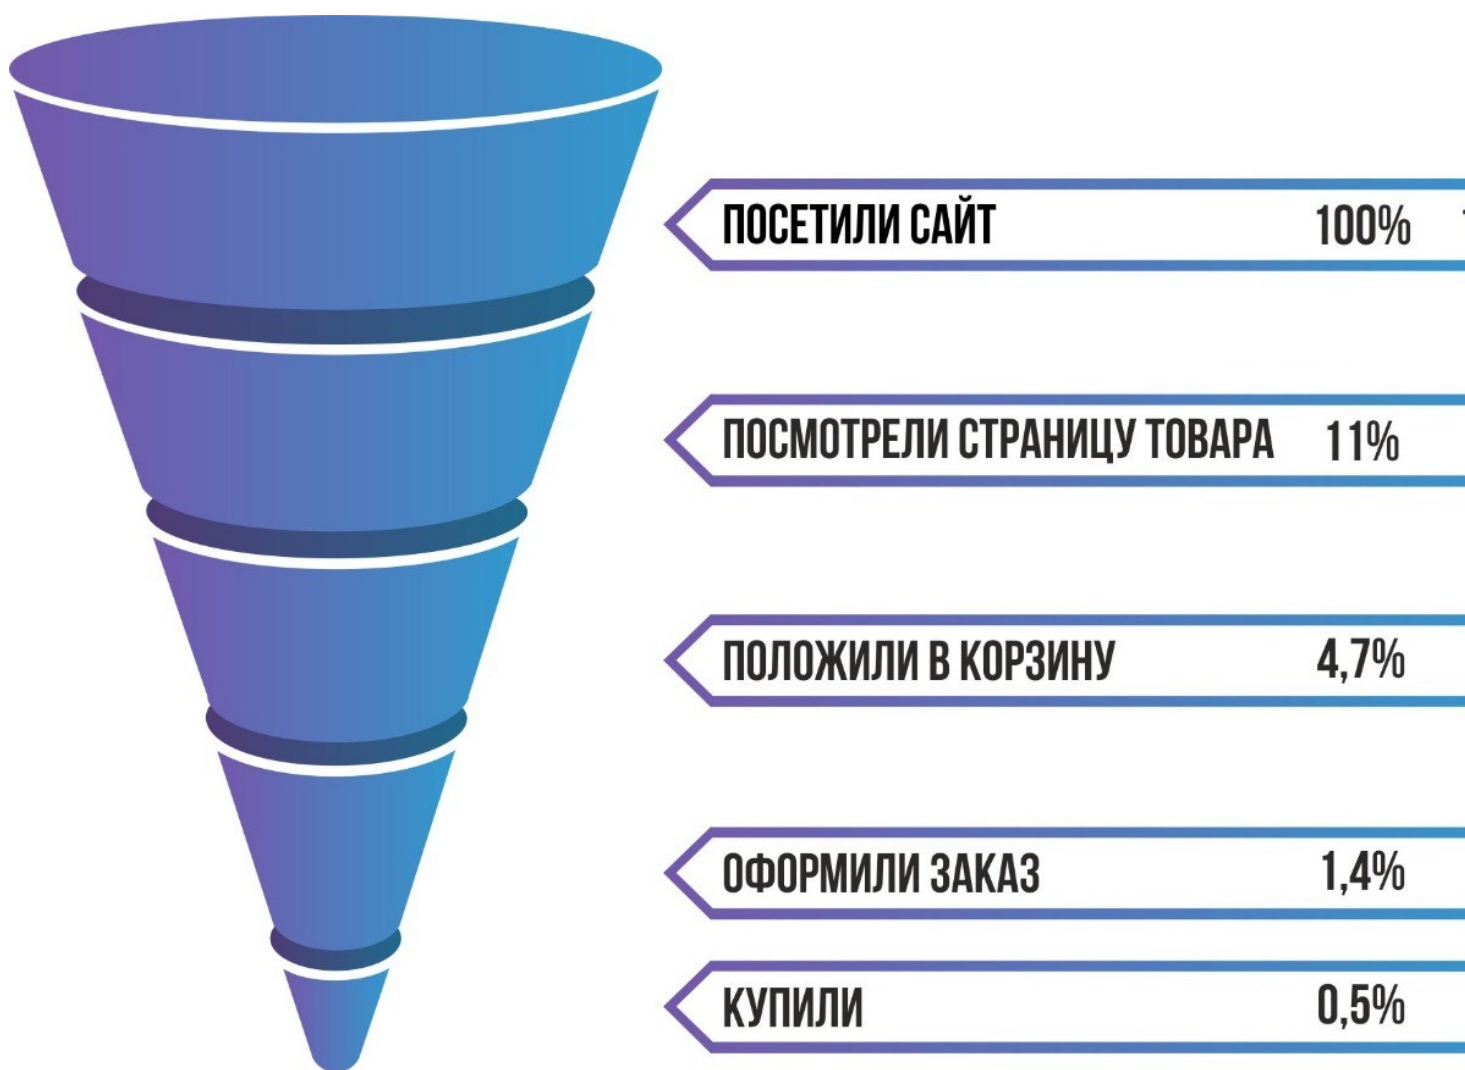 ПОСЕТИЛИ САЙТ 100%
ПОСМОТРЕЛИ СТРАНИЦУ ТОВАРА 11%
ПОЛОЖИЛИ В КОРЗИНУ 4,7%
ОФОРМИЛИ ЗАКАЗ 1,4%
КУПИЛИ 0,5%